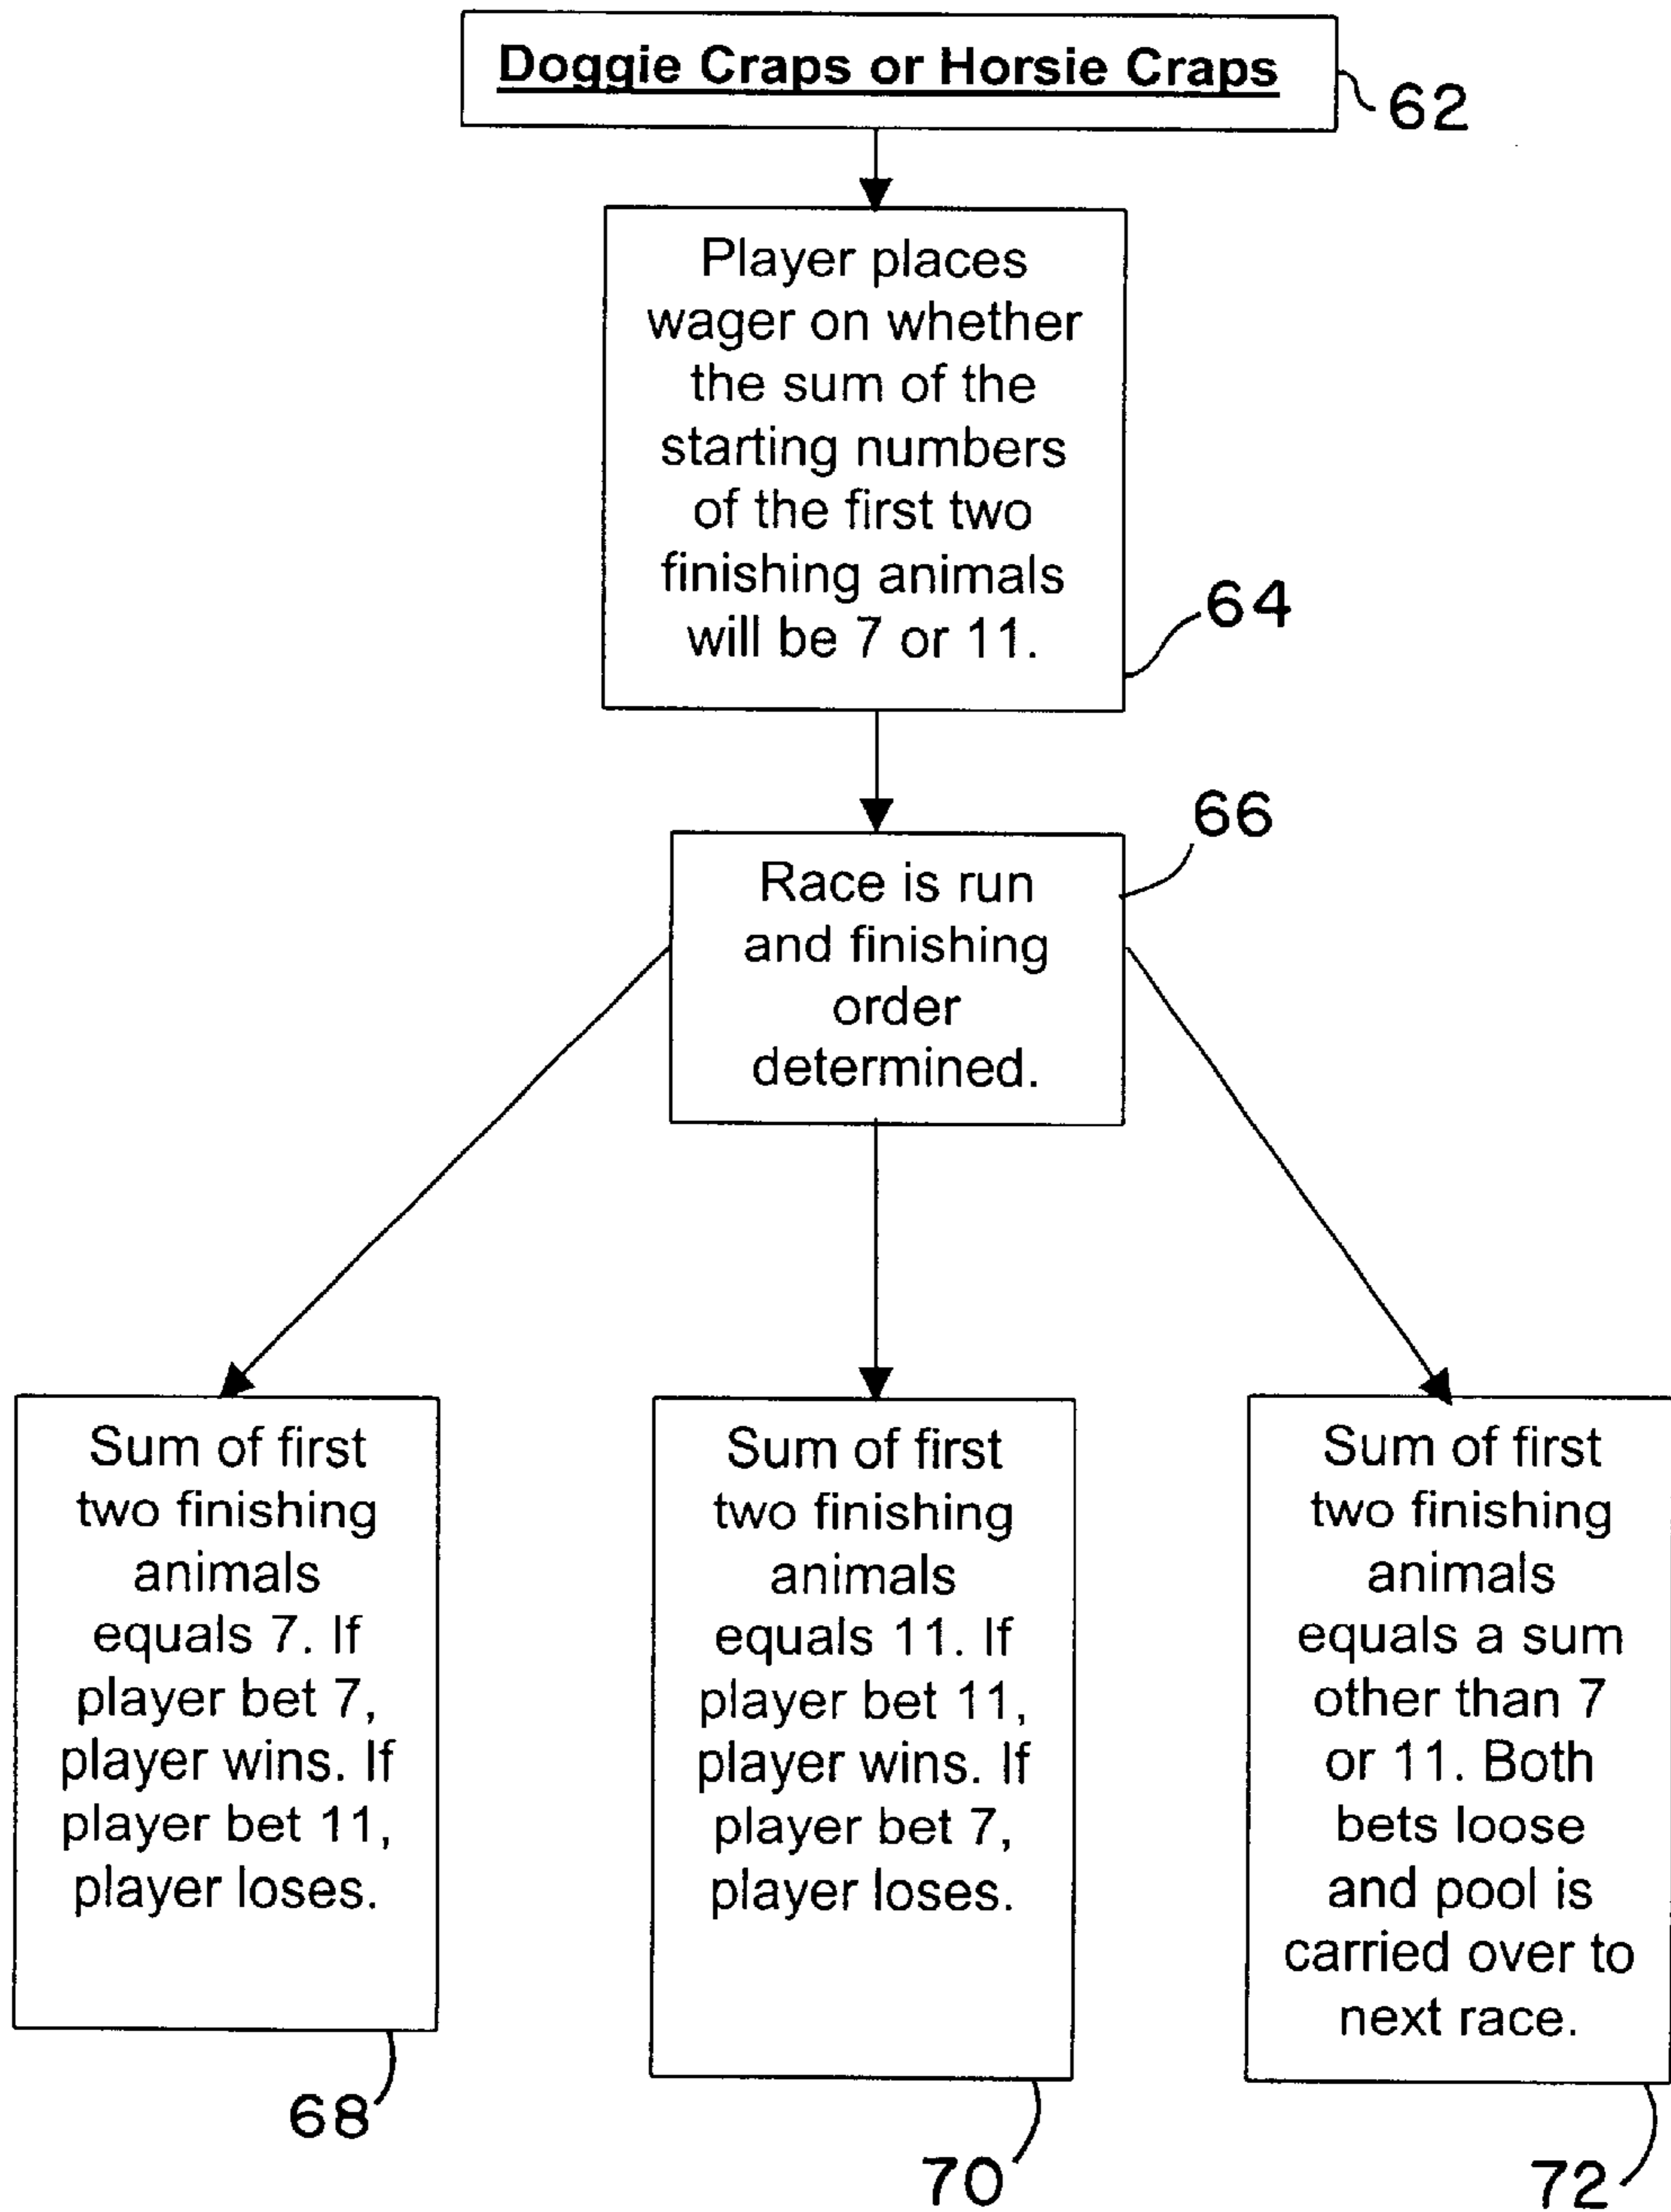 Doggie Craps or Horsie Craps
62
Player places
wager on whether
the sum of the
starting numbers
of the first two
finishing animals
will be 7 or 11.
64
66
Race is run
and finishing
order
determined.
Sum of first
two finishing
animals
equals 7. If
player bet 7,
player wins. If
player bet 11,
player loses.
68
Sum of first
two finishing
animals
equals 11. If
player bet 11,
player wins. If
player bet 7,
player loses.
70
Sum of first
two finishing
animals
equals a sum
other than 7
or 11. Both
bets loose
and pool is
carried over to
next race.
72